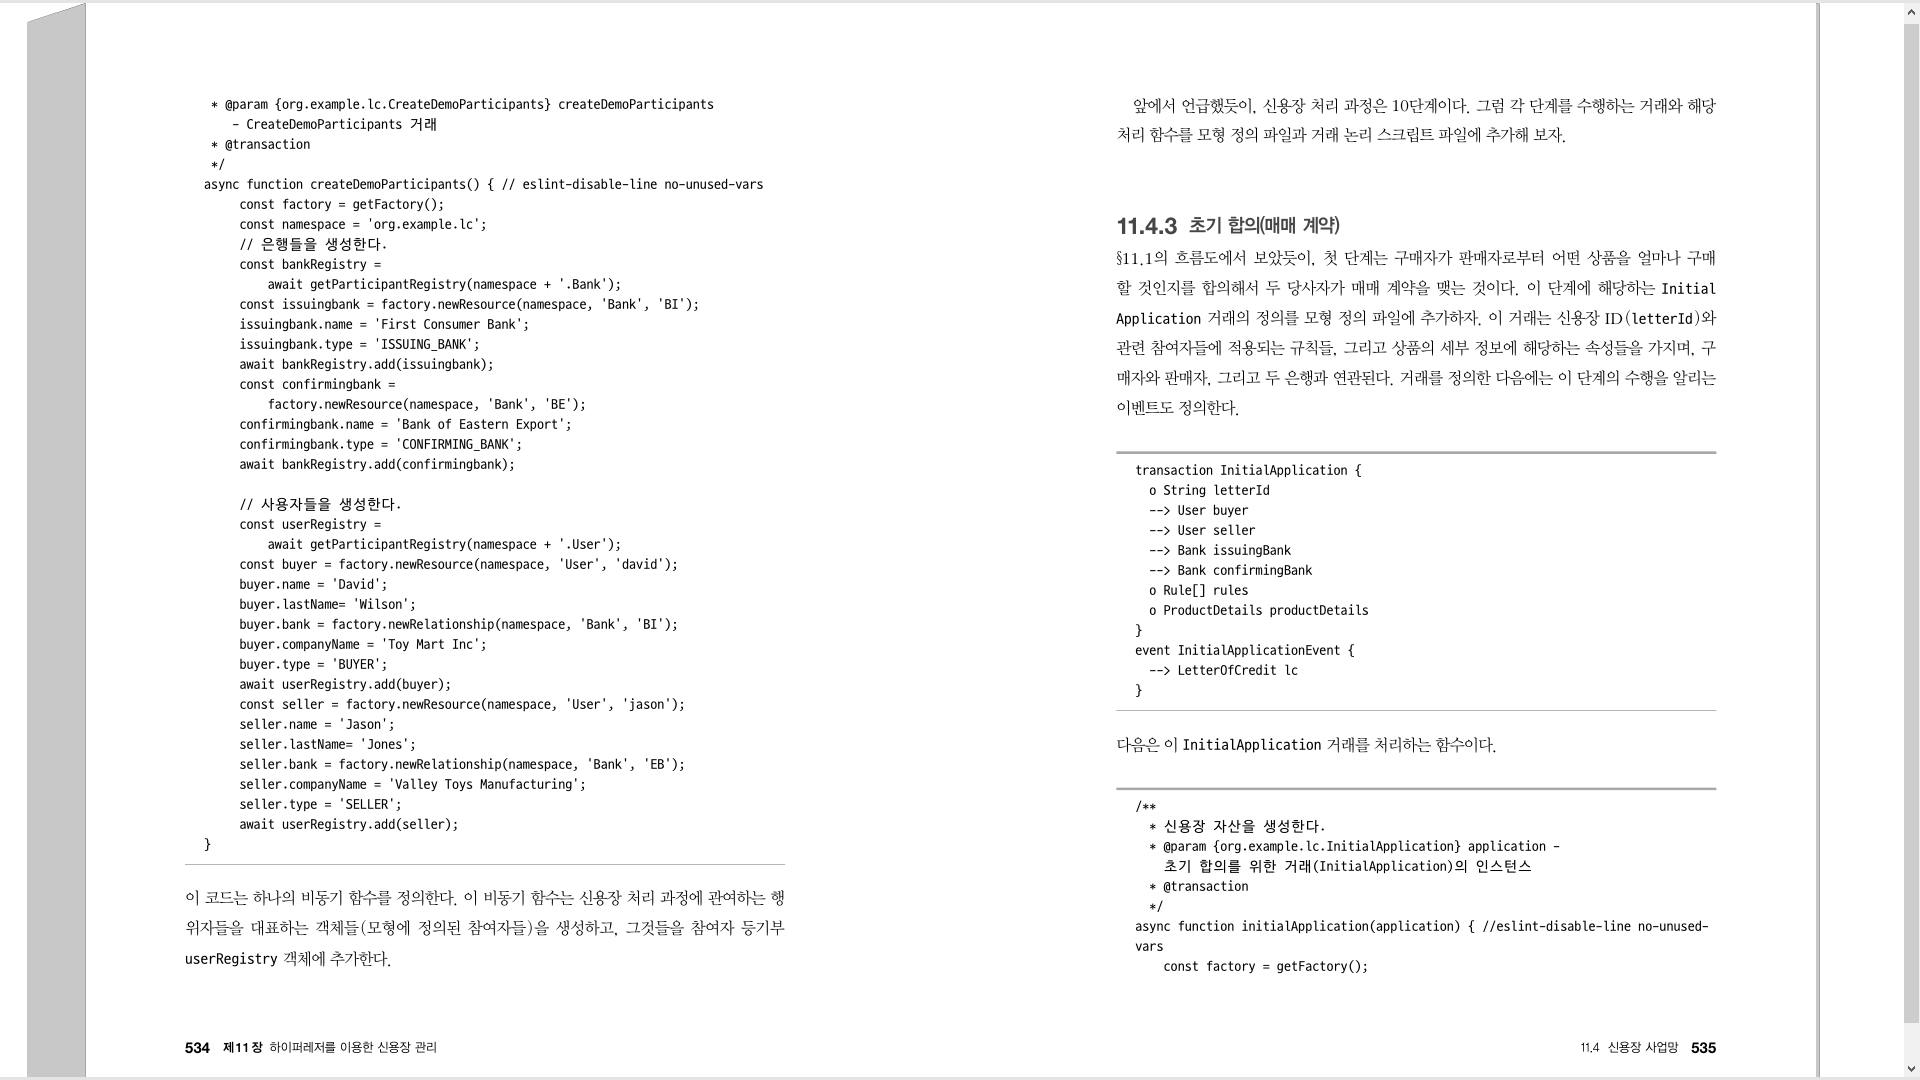 * @param {org.example.lc.CreateDemoParticipants} createDemoParticipants
- CreateDemoParticipants 거래
* @transaction
*/
async function createDemoParticipants() { // eslint-disable-line no-unused-vars
const factory = getFactory();
const namespace = 'org.example.lc';
// 은행들을 생성한다.
const bankRegistry =
await getParticipantRegistry(namespace + '.Bank');
const issuingbank = factory.newResource(namespace, 'Bank', 'BI');
issuingbank.name = 'First Consumer Bank';
issuingbank.type = 'ISSUING_BANK';
await bankRegistry.add(issuingbank);
const confirmingbank =
factory.newResource(namespace, 'Bank', 'BE');
confirmingbank.name = 'Bank of Eastern Export';
confirmingbank.type = 'CONFIRMING_BANK';
await bankRegistry.add(confirmingbank);
// 사용자들을 생성한다.
const userRegistry =
await getParticipantRegistry(namespace + '.User');
const buyer = factory.newResource(namespace, 'User', 'david');
buyer.name = 'David';
buyer.lastName= 'Wilson';
buyer.bank = factory.newRelationship(namespace, 'Bank', 'BI');
buyer.companyName = 'Toy Mart Inc';
buyer.type = 'BUYER';
await userRegistry.add(buyer);
const seller = factory.newResource(namespace, 'User', 'jason');
seller.name = 'Jason';
seller.lastName= 'Jones';
seller.bank = factory.newRelationship(namespace, 'Bank', 'EB');
seller.companyName = 'Valley Toys Manufacturing';
seller.type = 'SELLER';
await userRegistry.add(seller);
}
이 코드는 하나의 비동기 함수를 정의한다. 이 비동기 함수는 신용장 처리 과정에 관여하는 행
위자들을 대표하는 객체들(모형에 정의된 참여자들)을 생성하고, 그것들을 참여자 등기부
userRegistry 객체에 추가한다.
534 제11장 하이퍼레저를 이용한 신용장 관리
앞에서 언급했듯이, 신용장 처리 과정은 10단계이다. 그럼 각 단계를 수행하는 거래와 해당
처리 함수를 모형 정의 파일과 거래 논리 스크립트 파일에 추가해 보자.
11.4.3 초기 합의(매매 계약)
§11.1의 흐름도에서 보았듯이, 첫 단계는 구매자가 판매자로부터 어떤 상품을 얼마나 구매
할 것인지를 합의해서 두 당사자가 매매 계약을 맺는 것이다. 이 단계에 해당하는 Initial
Application 거래의 정의를 모형 정의 파일에 추가하자. 이 거래는 신용장 ID(letterId)와
관련 참여자들에 적용되는 규칙들, 그리고 상품의 세부 정보에 해당하는 속성들을 가지며, 구
매자와 판매자, 그리고 두 은행과 연관된다. 거래를 정의한 다음에는 이 단계의 수행을 알리는
이벤트도 정의한다.
transaction InitialApplication {
o String letterId
--> User buyer
--> User seller
--> Bank issuingBank
--> Bank confirmingBank
o Rule[] rules
o ProductDetails productDetails
}
event InitialApplicationEvent {
--> LetterOfCredit lc
}
다음은 이 InitialApplication 거래를 처리하는 함수이다.
/**
* 신용장 자산을 생성한다.
* @param {org.example.lc.InitialApplication} application -
초기 합의를 위한 거래(InitialApplication)의 인스턴스
* @transaction
*/
async function initialApplication(application) { //eslint-disable-line no-unused-
vars
const factory = getFactory();
11.4 신용장 사업망 535